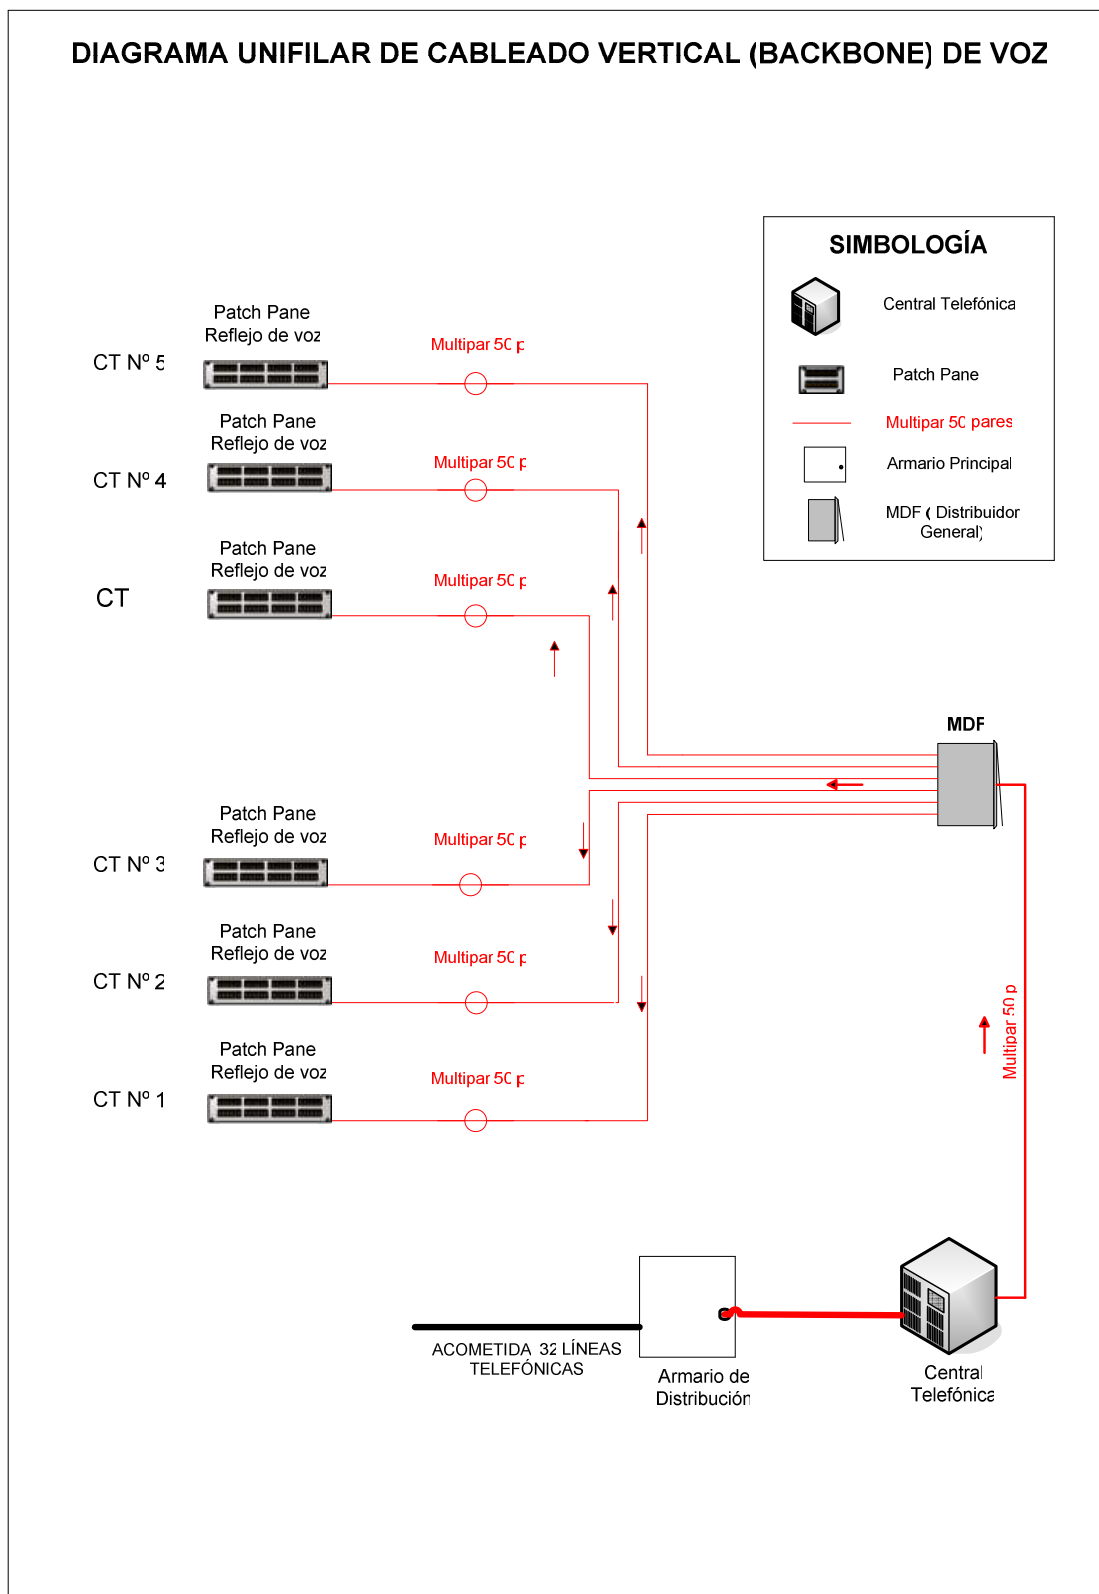 DIAGRAMA UNIFILAR DE CABLEADO VERTICAL (BACKBONE) DE VOZ
SIMBOLOGÍA
Central Telefónica
Patch Pane
Multipar 50 pares
Armario Principal
MDF ( Distribuidor
General)
Patch Pane
Reflejo de voz
CT Nº 5
Multipar 50 p
Patch Pane
Reflejo de voz
CT Nº 4
Multipar 50 p
Patch Pane
Reflejo de voz
CT
Multipar 50 p
MDF
Patch Pane
Reflejo de voz
CT Nº 3
Multipar 50 p
Patch Pane
Reflejo de voz
CT Nº 2
Multipar 50 p
Patch Pane
Reflejo de voz
CT Nº 1
Multipar 50 p
Multipar 50 p
ACOMETIDA 32 LÍNEAS
TELEFÓNICAS
Armario de
Distribución
Central
Telefónica